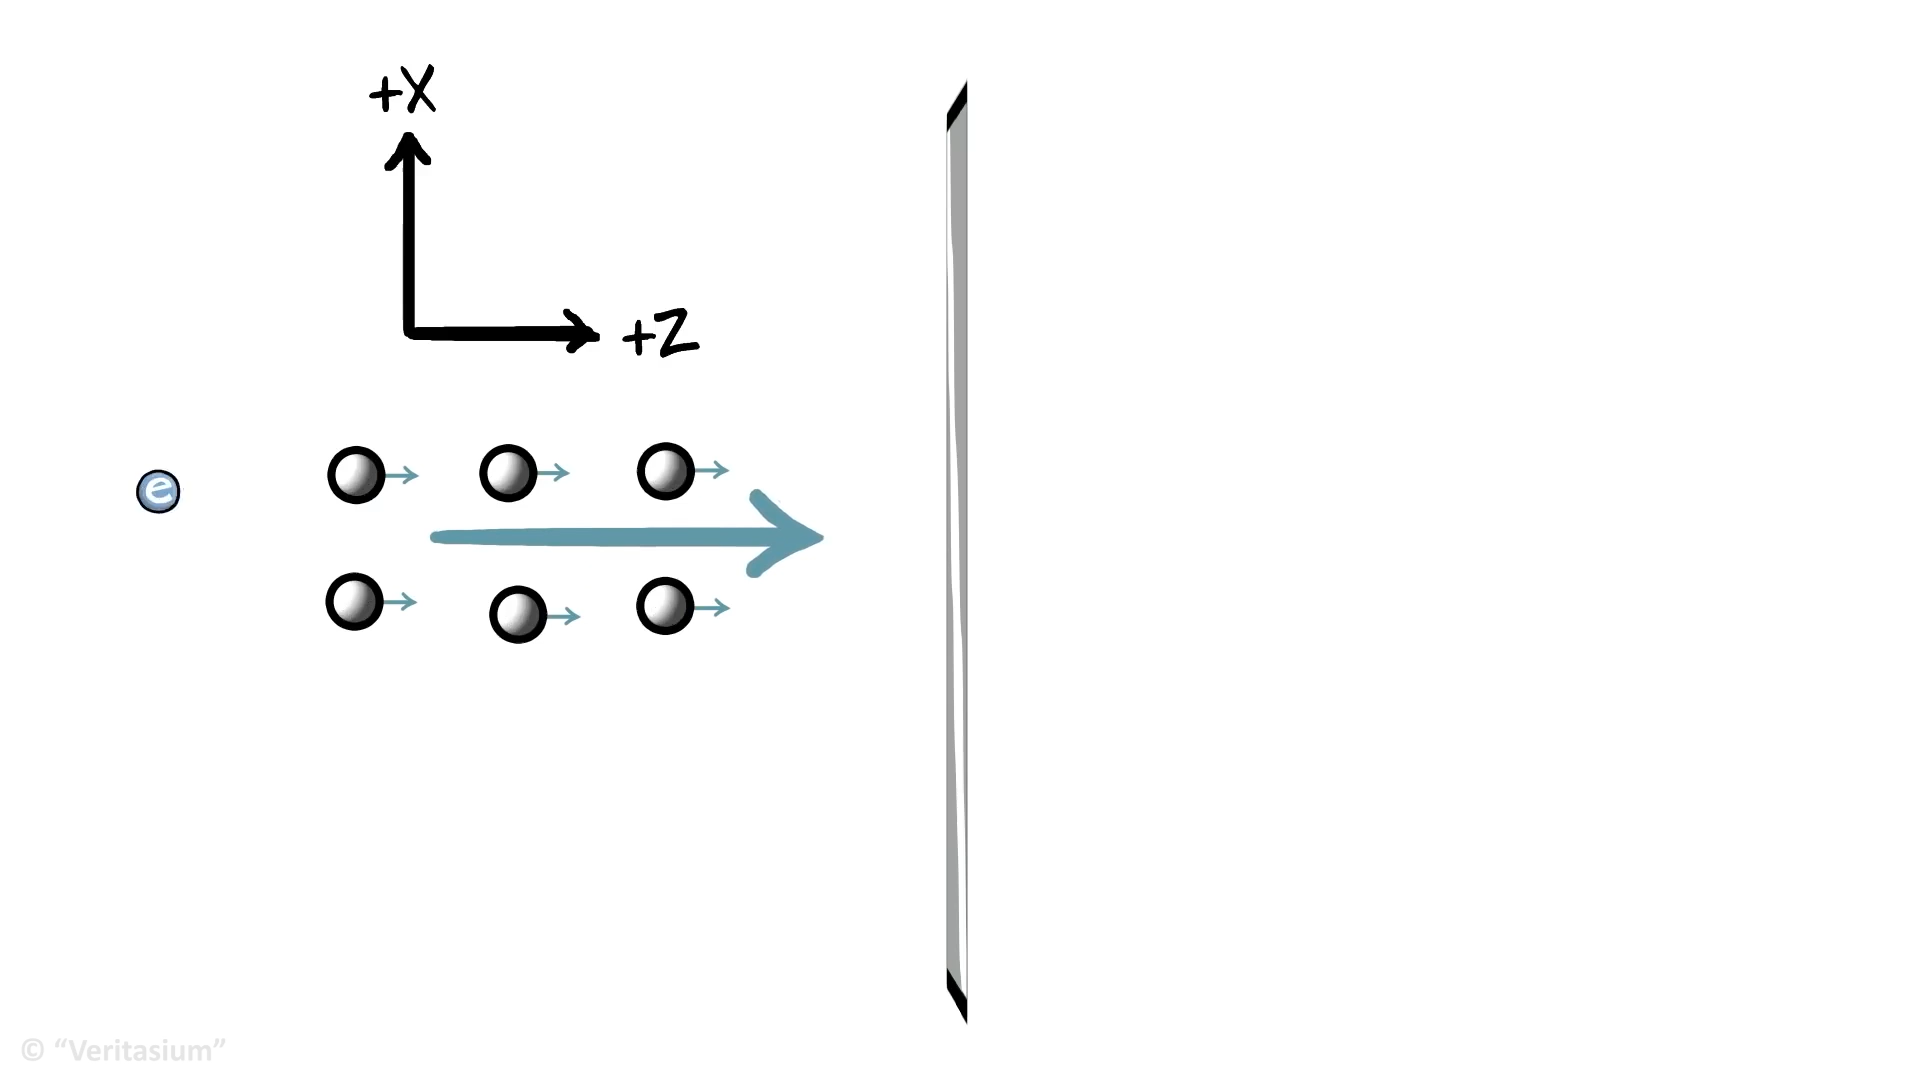 +X
+Z
e
© “Veritasium”